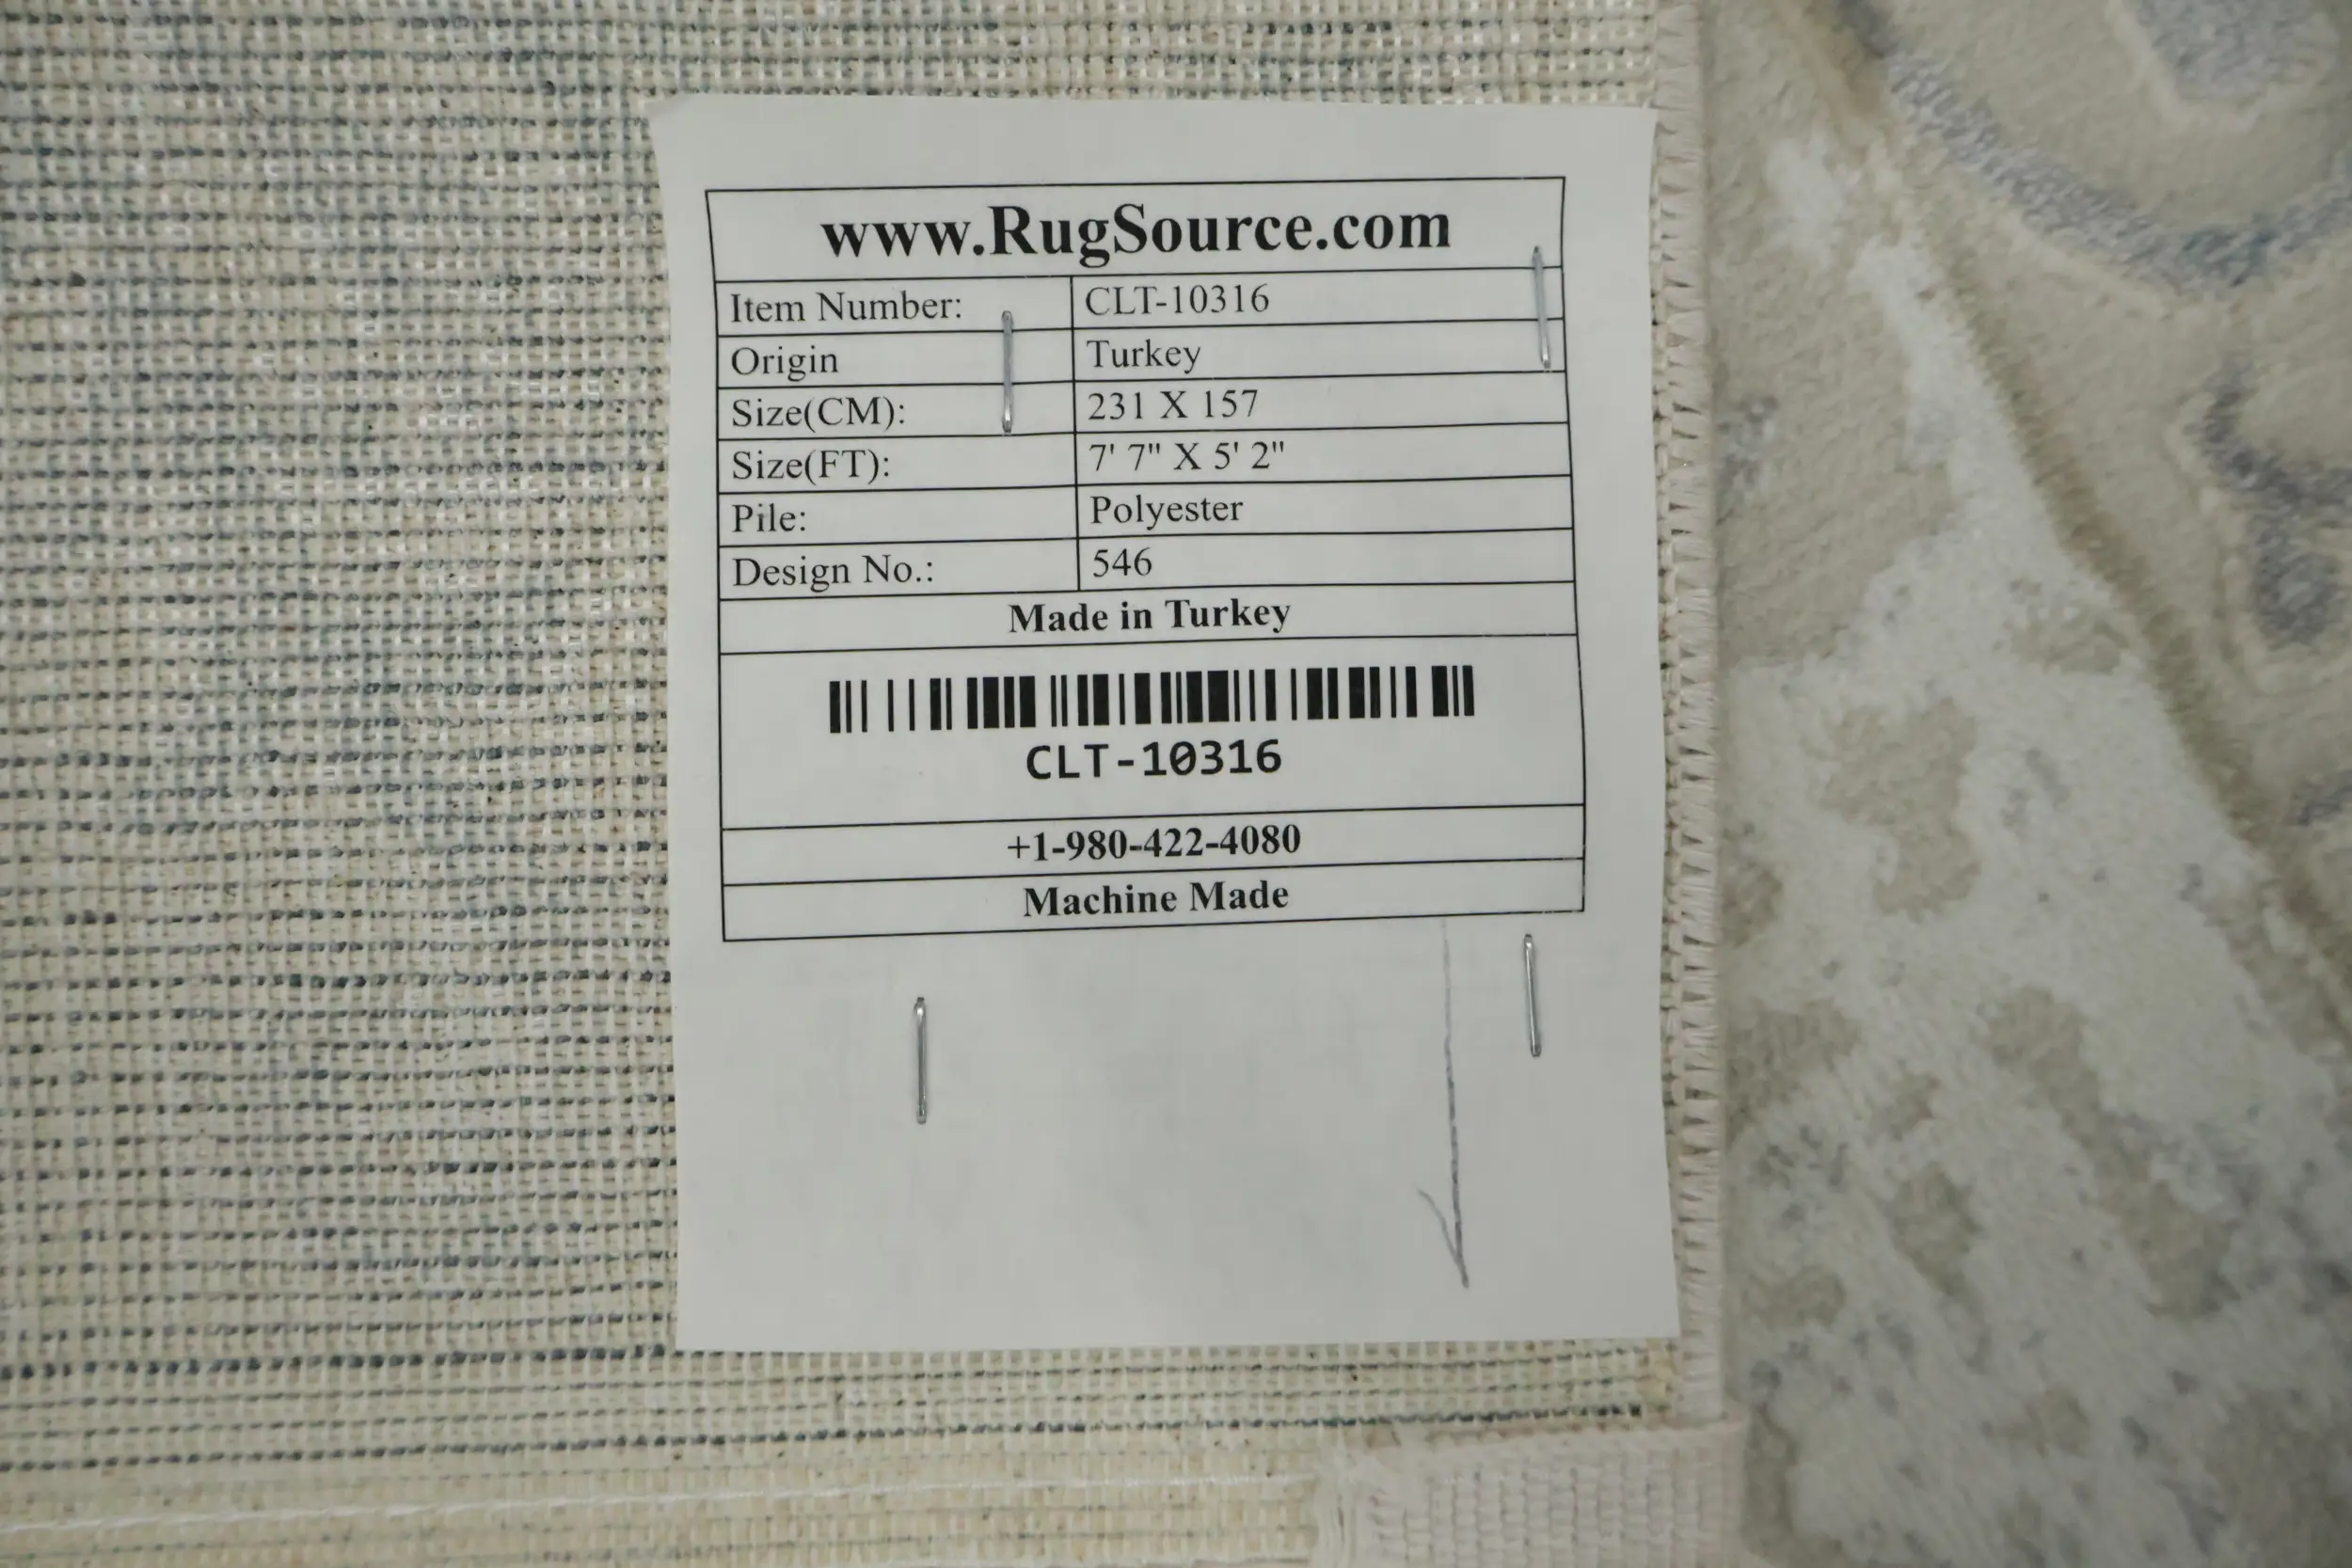 www.RugSource.com
Item Number: CLT-10316
Origin Turkey
Size(CM): 231 X 157
Size(FT): 7' 7" X 5' 2"
Pile: Polyester
Design No.: 546
Made in Turkey
CLT-10316
+1-980-422-4080
Machine Made